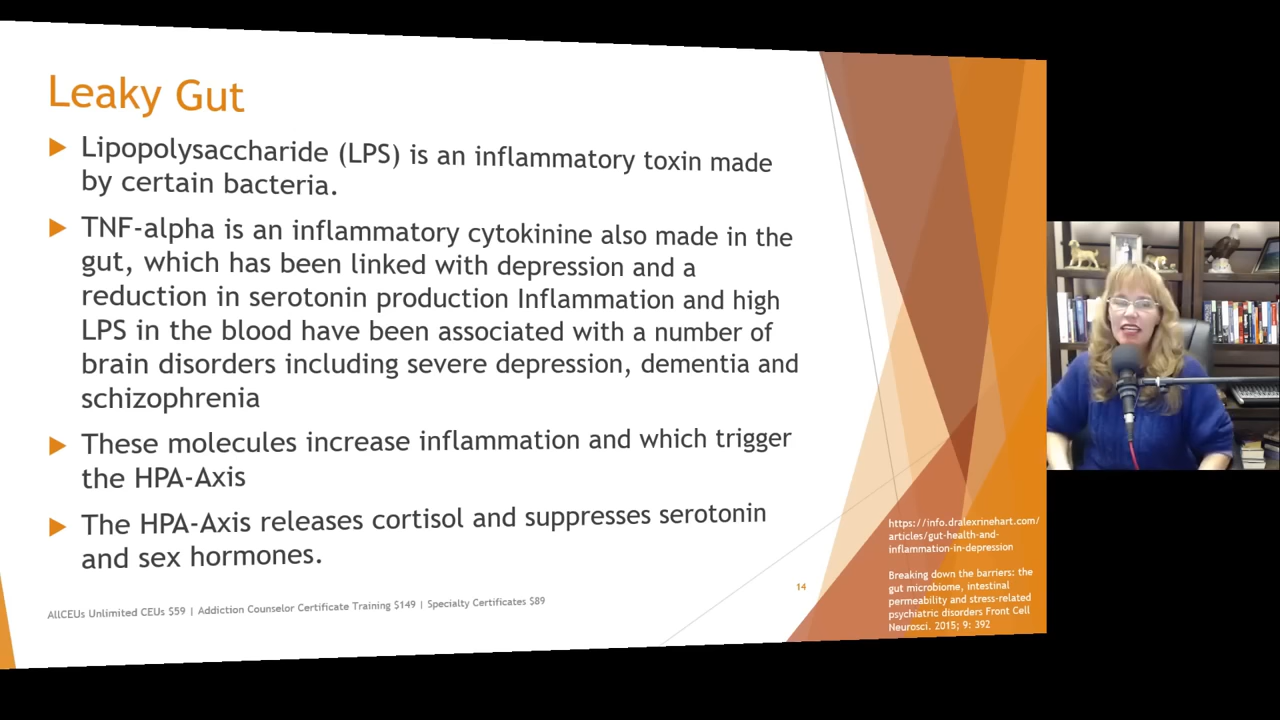 Leaky Gut
Lipopolysaccharide (LPS) is an inflammatory toxin made
by certain bacteria.
TNF-alpha is an inflammatory cytokinine also made in the
gut, which has been linked with depression and a
reduction in serotonin production Inflammation and high
LPS in the blood have been associated with a number of
brain disorders including severe depression, dementia and
schizophrenia
These molecules increase inflammation and which trigger
the HPA-Axis
The HPA-Axis releases cortisol and suppresses serotonin
and sex hormones.
https://info.dralexrinehart.com/
articles/gut-health-and-
inflammation-in-depression
Breaking down the barriers: the
gut microbiome, intestinal
permeability and stress-related
psychiatric disorders Front Cell
Neurosci. 2015; 9: 392
14
AllCEUs Unlimited CEUs $59 | Addiction Counselor Certificate Training $149 | Specialty Certificates $89